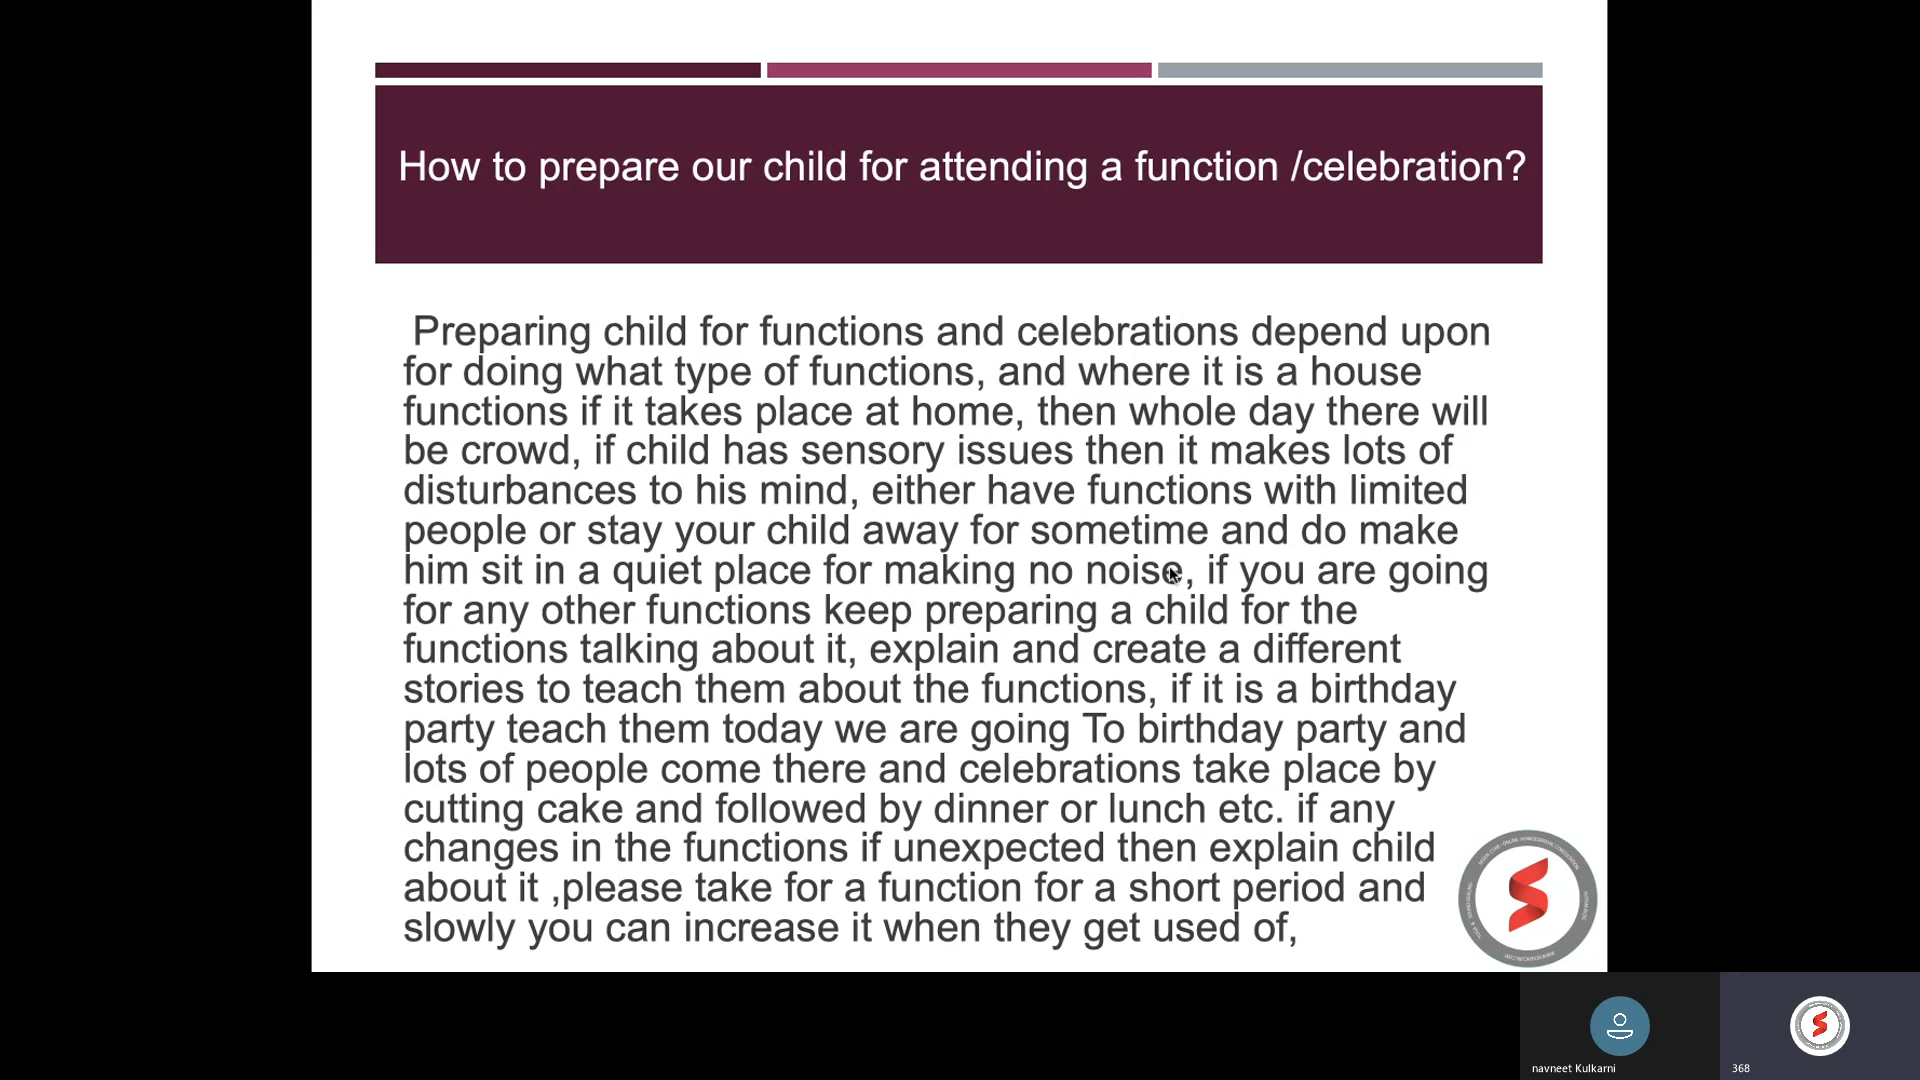 How to prepare our child for attending a function /celebration?
Preparing child for functions and celebrations depend upon
for doing what type of functions, and where it is a house
functions if it takes place at home, then whole day there will
be crowd, if child has sensory issues then it makes lots of
disturbances to his mind, either have functions with limited
people or stay your child away for sometime and do make
him sit in a quiet place for making no noise, if you are going
for any other functions keep preparing a child for the
functions talking about it, explain and create a different
stories to teach them about the functions, if it is a birthday
party teach them today we are going To birthday party and
lots of people come there and celebrations take place by
cutting cake and followed by dinner or lunch etc. if any
changes in the functions if unexpected then explain child
about it ,please take for a function for a short period and
slowly you can increase it when they get used of,
navneet Kulkarni
368